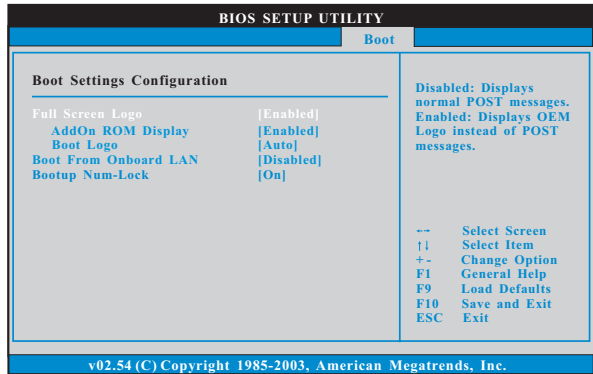 BIOS SETUP UTILITY
Boot
Boot Settings Configuration
Full Screen Logo [Enabled]
AddOn ROM Display [Enabled]
Boot Logo [Auto]
Boot From Onboard LAN [Disabled]
Bootup Num-Lock [On]
Disabled: Displays
normal POST messages.
Enabled: Displays OEM
Logo instead of POST
messages.
←→ Select Screen
↑↓ Select Item
+- Change Option
F1 General Help
F9 Load Defaults
F10 Save and Exit
ESC Exit
v02.54 (C) Copyright 1985-2003, American Megatrends, Inc.